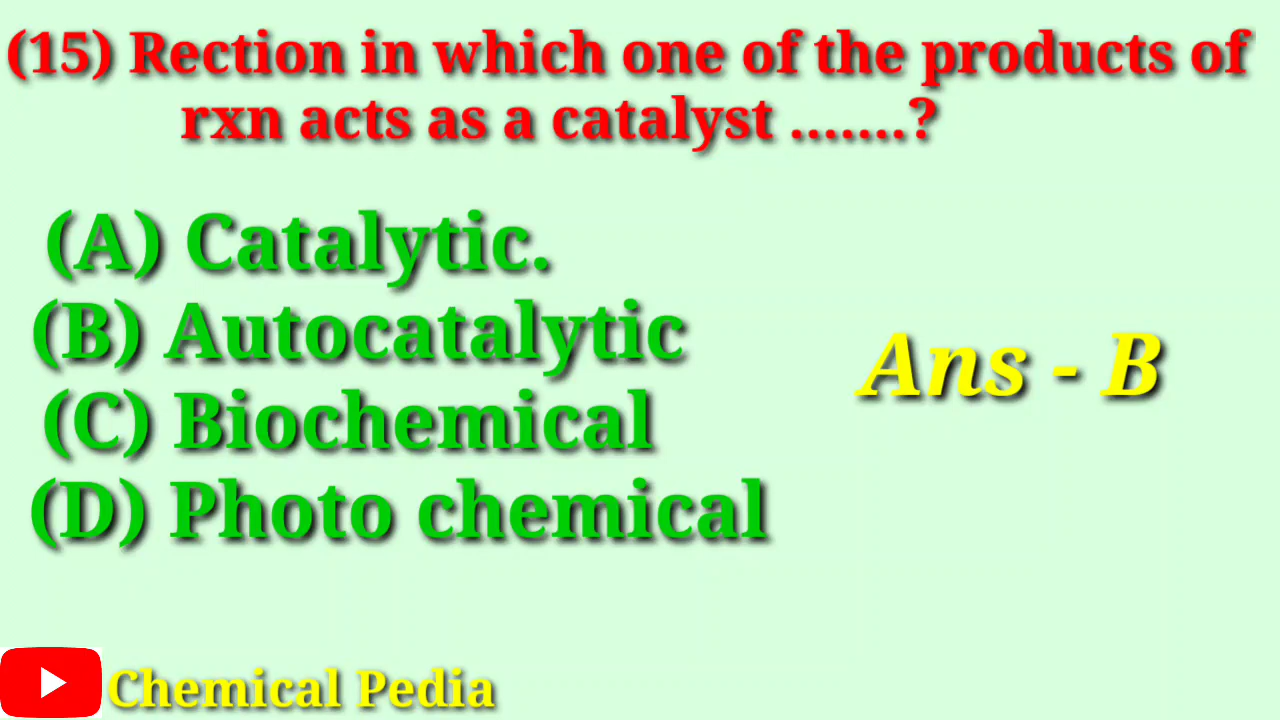 (15) Rection in which one of the products of
rxn acts as a catalyst .......?
(A) Catalytic.
(B) Autocatalytic
Ans - B
(C) Biochemical
(D) Photo chemical
Chemical Pedia